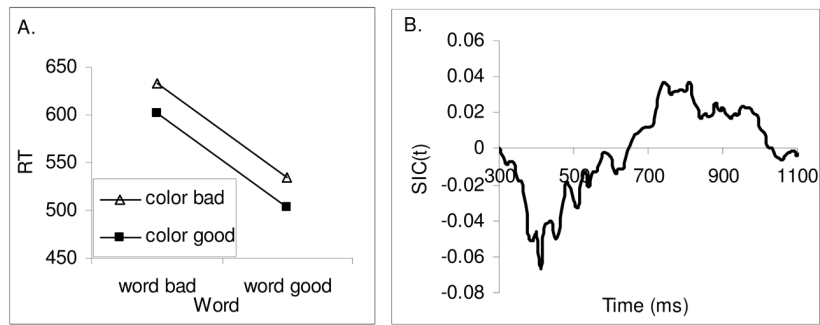 A.
650
600
550
500
450
RT
color bad
color good
word bad word good
Word
B.
0.06
0.04
0.02
0
-0.02
-0.04
-0.06
-0.08
SIC(t)
300 500 700 900 1100
Time (ms)